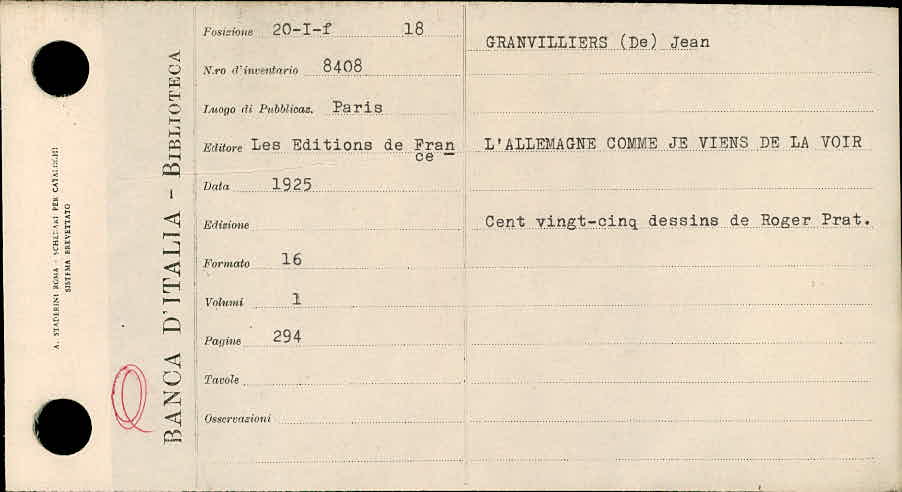 A. STADERINI ROMA - SCHEDARI PER CATALOGHI
SISTEMA BREVETTATO
BANCA D'ITALIA - BIBLIOTECA
Posizione 20-I-f 18
N.ro d'inventario 8408
Luogo di Pubblicaz. Paris
Editore Les Editions de Fran
ce -
Data 1925
Edizione
Formato 16
Volumi 1
Pagine 294
Tavole
Osservazioni
GRANVILLIERS (De) Jean
L'ALLEMAGNE COMME JE VIENS DE LA VOIR
Cent vingt-cinq dessins de Roger Prat.